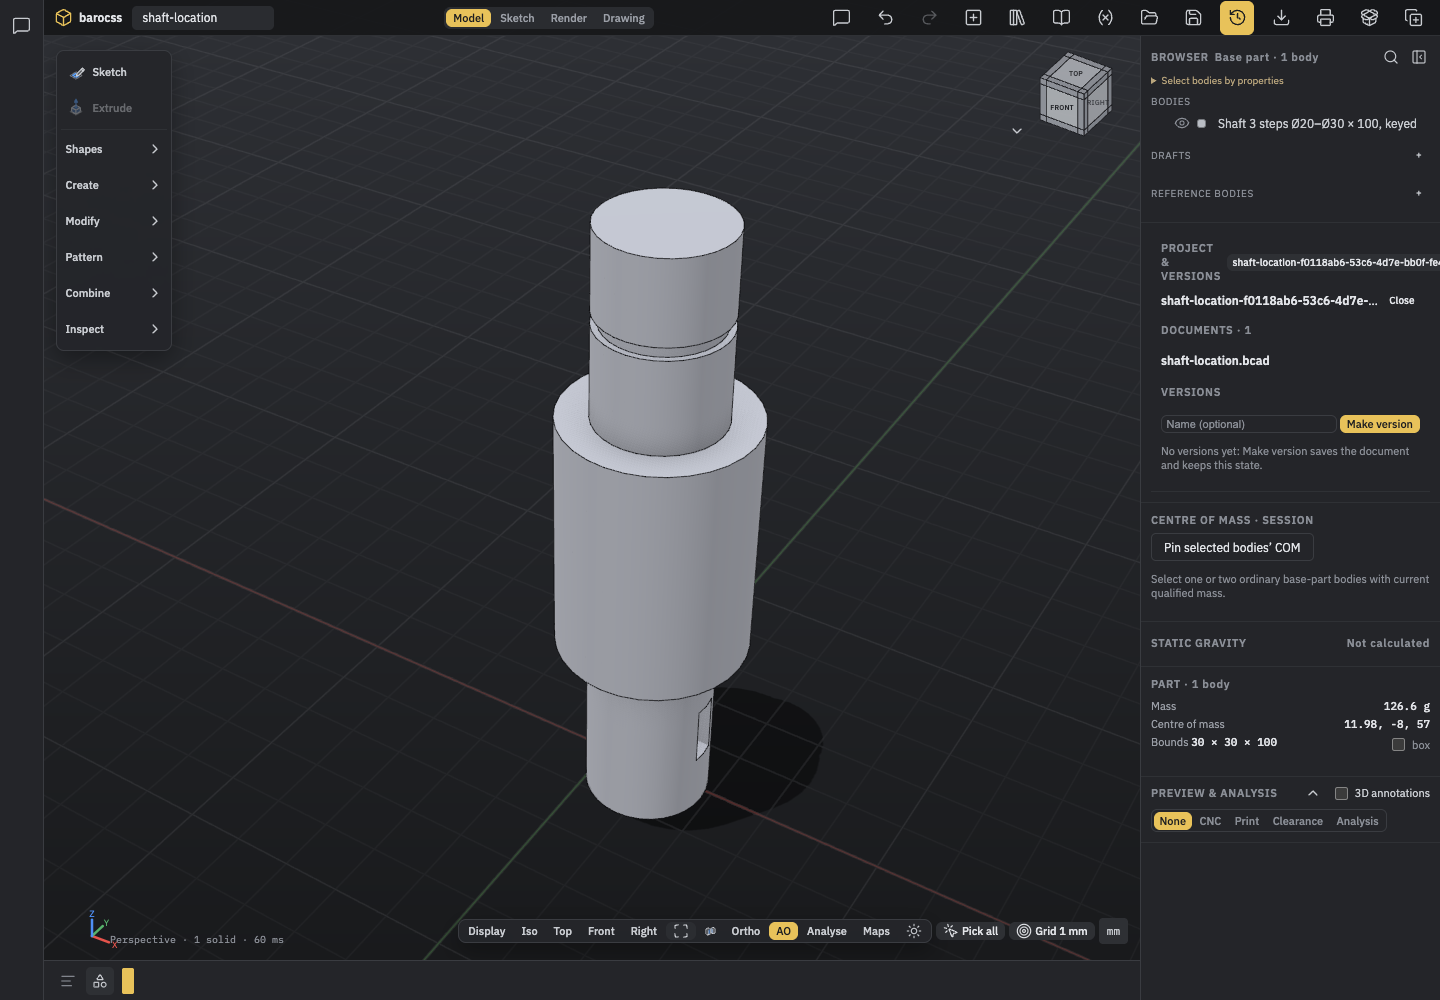 barocss
shaft-location
Model
Sketch
Render
Drawing
Sketch
Extrude
Shapes
Create
Modify
Pattern
Combine
Inspect
TOP
FRONT
RIGHT
BROWSER Base part · 1 body
Select bodies by properties
BODIES
Shaft 3 steps Ø20–Ø30 × 100, keyed
DRAFTS
REFERENCE BODIES
PROJECT & VERSIONS
shaft-location-f0118ab6-53c6-4d7e-bb0f-fe
shaft-location-f0118ab6-53c6-4d7e-...
Close
DOCUMENTS · 1
shaft-location.bcad
VERSIONS
Name (optional)
Make version
No versions yet: Make version saves the document
and keeps this state.
CENTRE OF MASS · SESSION
Pin selected bodies’ COM
Select one or two ordinary base-part bodies with current
qualified mass.
STATIC GRAVITY Not calculated
PART · 1 body
Mass 126.6 g
Centre of mass 11.98, -8, 57
Bounds 30 × 30 × 100 box
PREVIEW & ANALYSIS 3D annotations
None CNC Print Clearance Analysis
Z
Y
X
Perspective · 1 solid · 60 ms
Display Iso Top Front Right Ortho AO Analyse Maps
Pick all
Grid 1 mm
mm